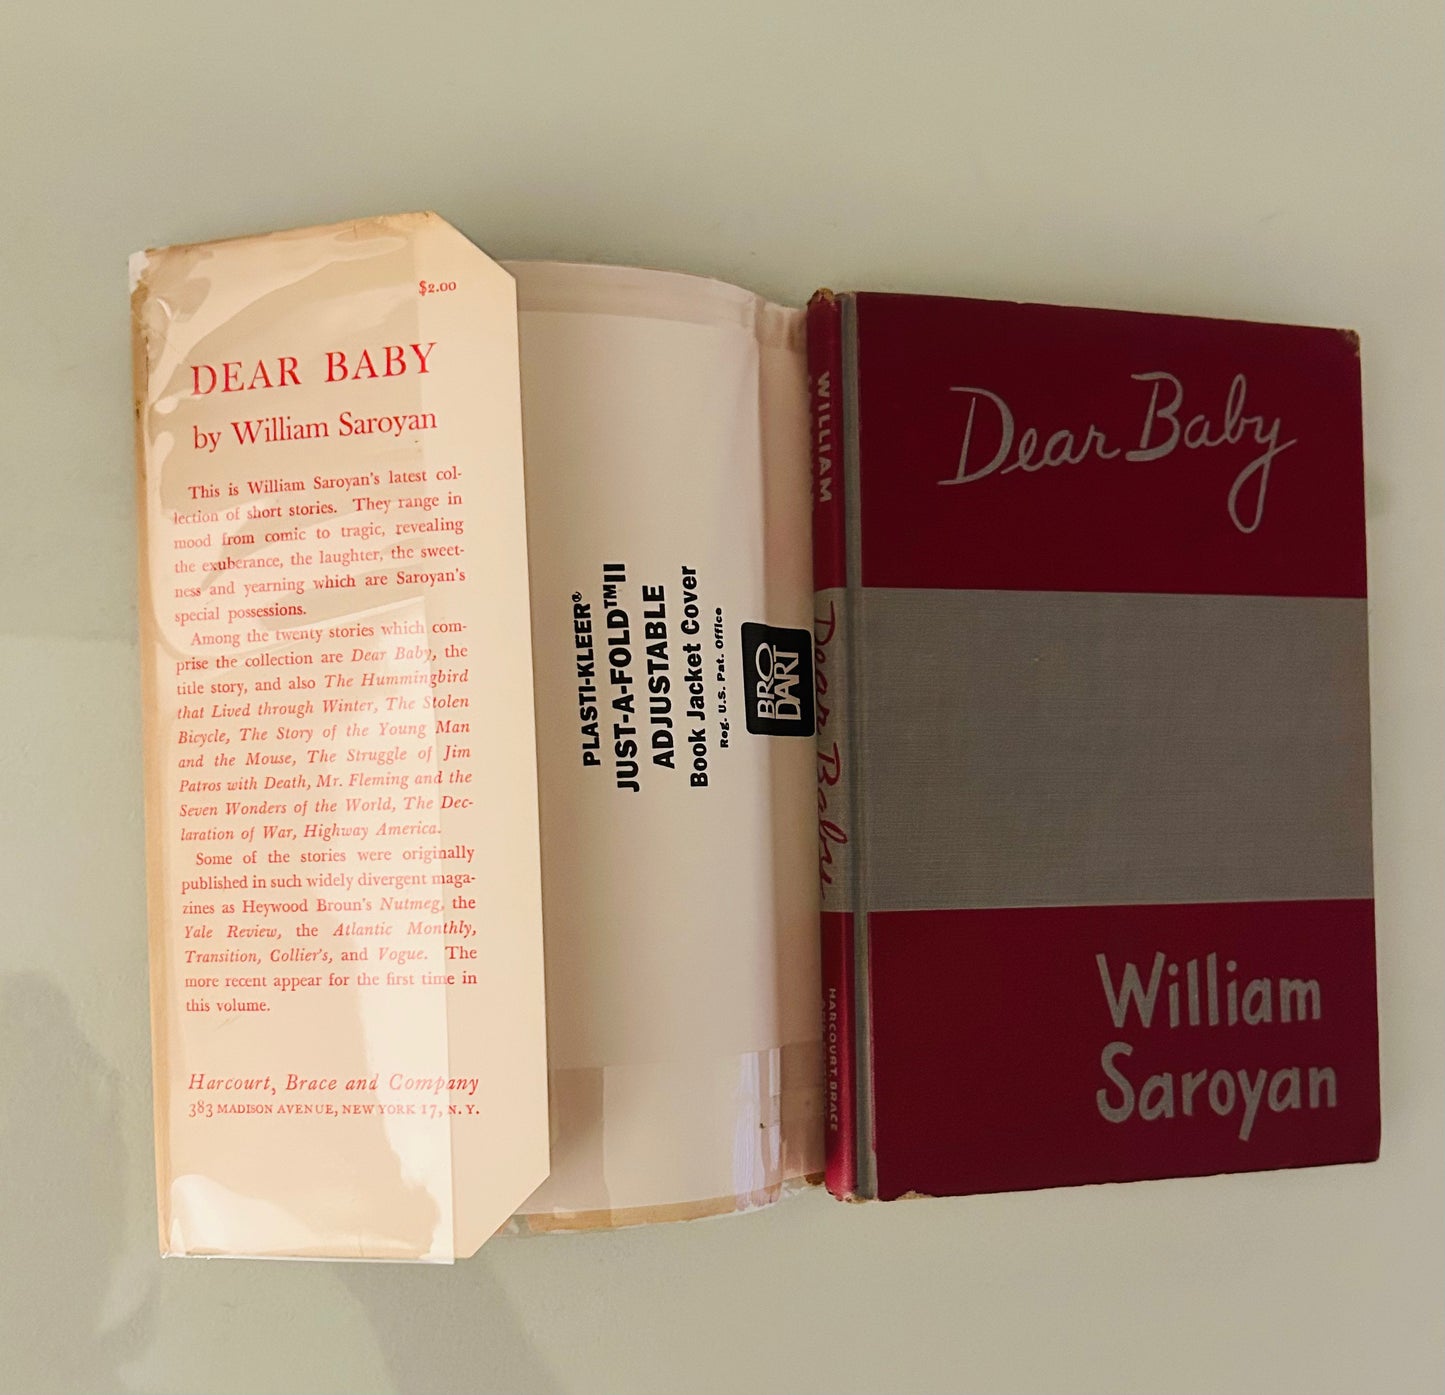 $2.00
DEAR BABY
by William Saroyan
This is William Saroyan's latest col-
lection of short stories. They range in
mood from comic to tragic, revealing
the exuberance, the laughter, the sweet-
ness and yearning which are Saroyan's
special possessions.
Among the twenty stories which com-
prise the collection are Dear Baby, the
title story, and also The Hummingbird
that Lived through Winter, The Stolen
Bicycle, The Story of the Young Man
and the Mouse, The Struggle of Jim
Patros with Death, Mr. Fleming and the
Seven Wonders of the World, The Dec-
laration of War, Highway America.
Some of the stories were originally
published in such widely divergent maga-
zines as Heywood Broun's Nutmeg, the
Yale Review, the Atlantic Monthly,
Transition, Collier's, and Vogue. The
more recent appear for the first time in
this volume.
Harcourt, Brace and Company
383 MADISON AVENUE, NEW YORK 17, N. Y.
PLASTI-KLEER®
JUST-A-FOLD™II
ADJUSTABLE
Book Jacket Cover
Reg. U.S. Pat. Office
BRO
DART
WILLIAM
Dear Baby
HARCOURT, BRACE
Dear Baby
William
Saroyan